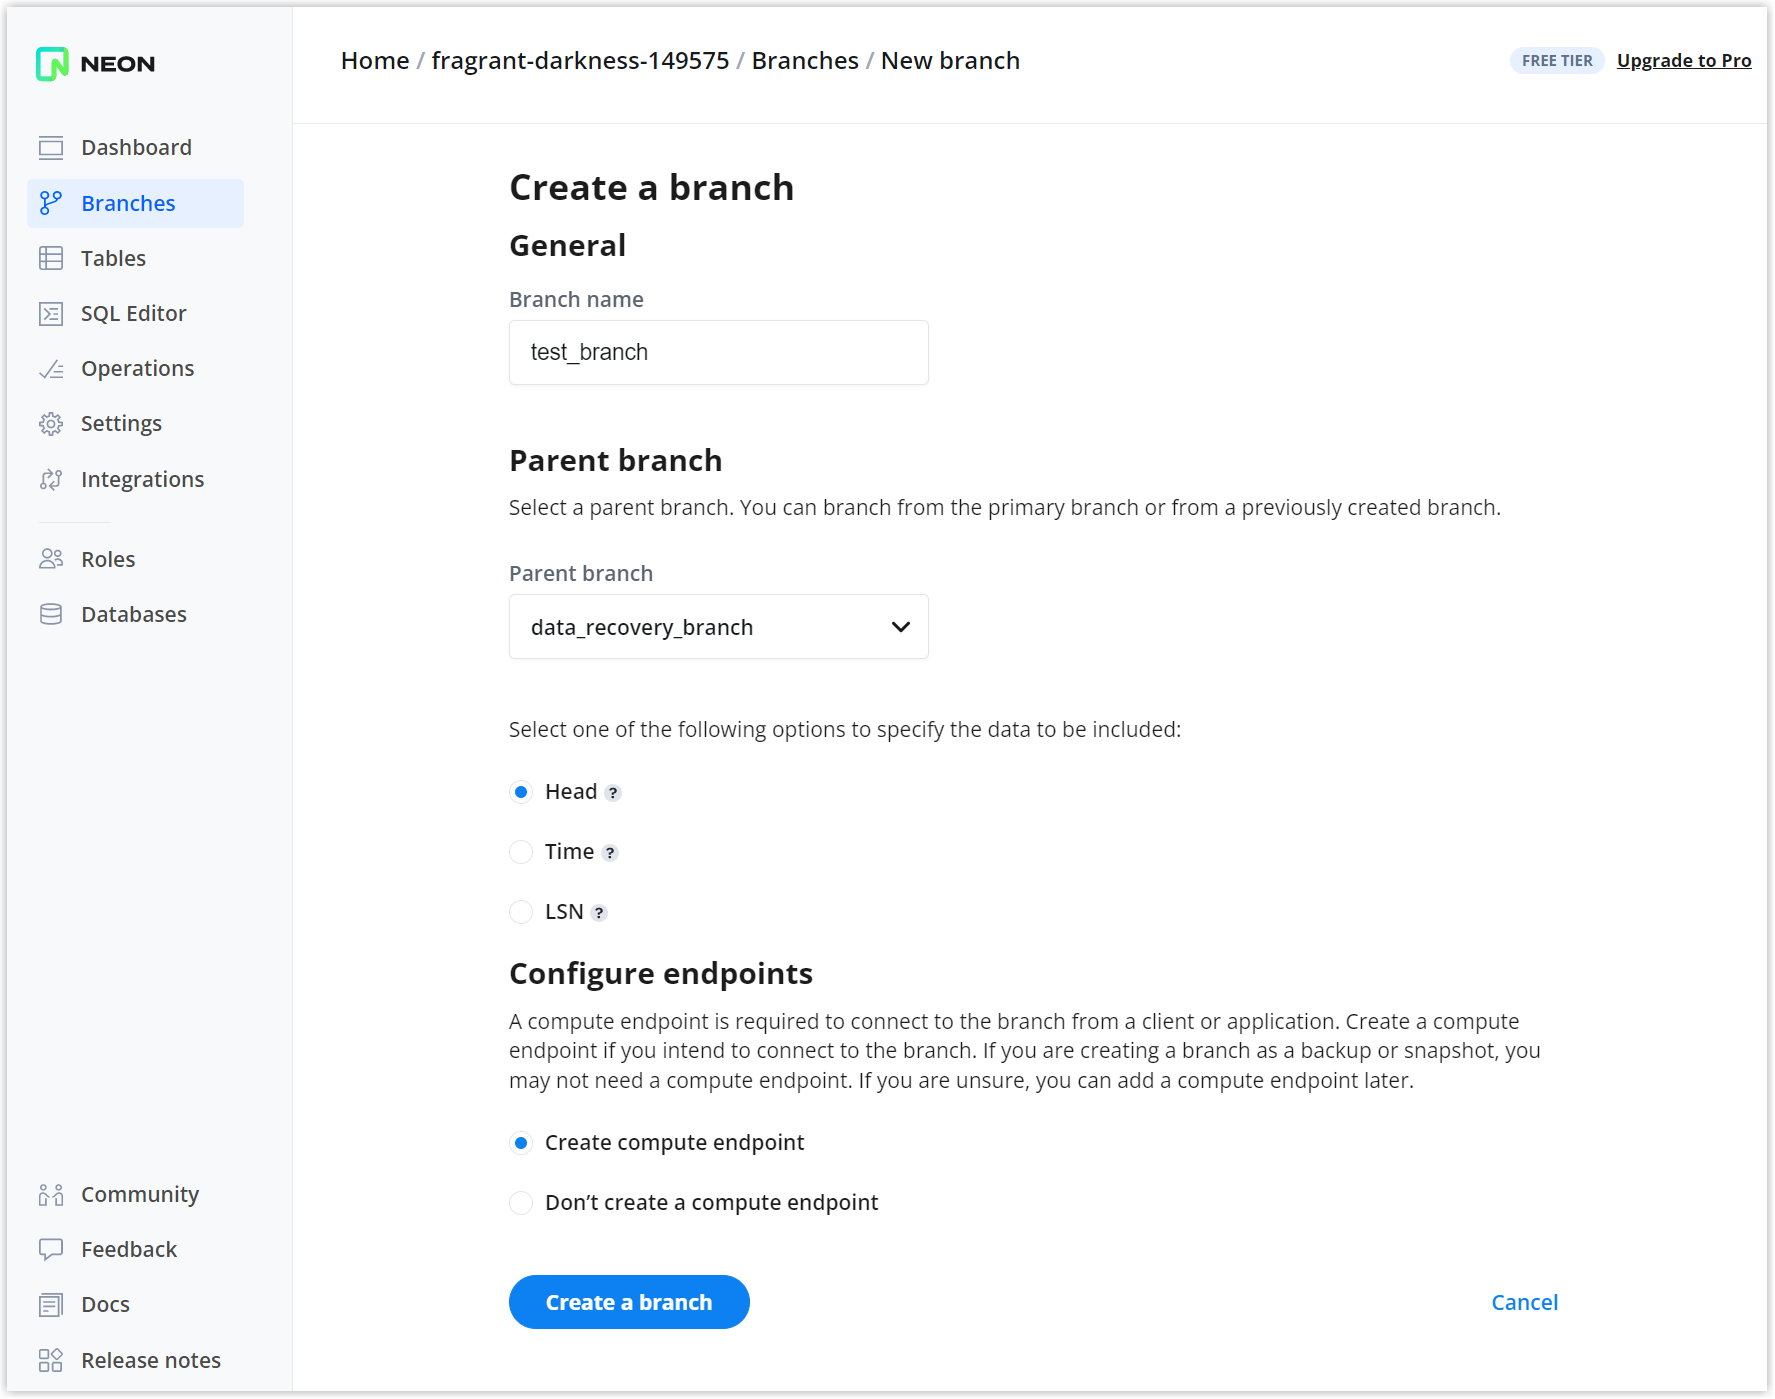 NEON
Home / fragrant-darkness-149575 / Branches / New branch
FREE TIER
Upgrade to Pro
Dashboard
Branches
Tables
SQL Editor
Operations
Settings
Integrations
Roles
Databases
Community
Feedback
Docs
Release notes
Create a branch
General
Branch name
test_branch
Parent branch
Select a parent branch. You can branch from the primary branch or from a previously created branch.
Parent branch
data_recovery_branch
Select one of the following options to specify the data to be included:
Head ?
Time ?
LSN ?
Configure endpoints
A compute endpoint is required to connect to the branch from a client or application. Create a compute
endpoint if you intend to connect to the branch. If you are creating a branch as a backup or snapshot, you
may not need a compute endpoint. If you are unsure, you can add a compute endpoint later.
Create compute endpoint
Don’t create a compute endpoint
Create a branch
Cancel